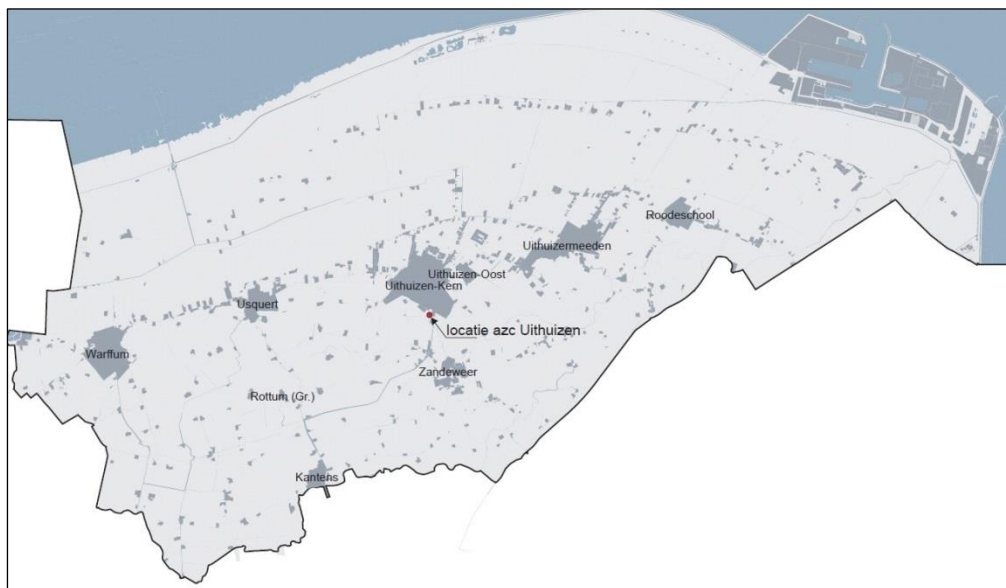 Roodeschool
Uithuizermeeden
Uithuizen-Oost
Uithuizen-Kern
Usquert
locatie azc Uithuizen
Warffum
Zandeweer
Rottum (Gr.)
Kantens